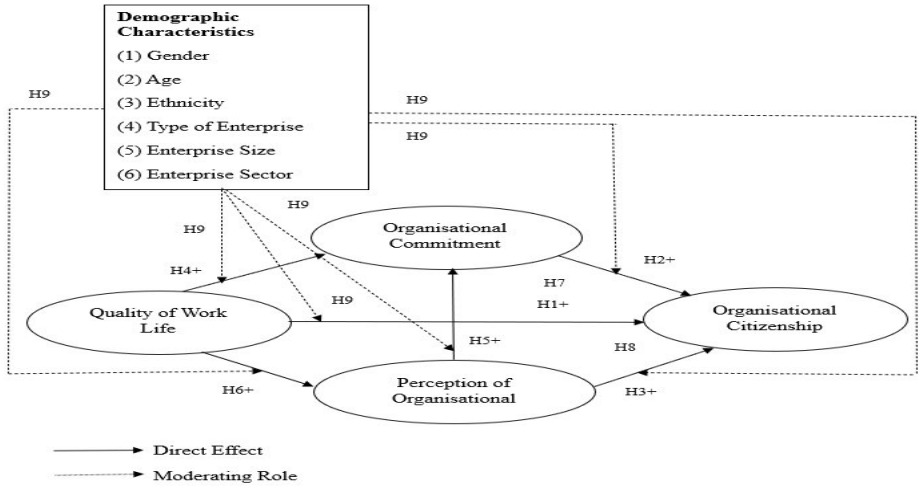 Demographic
Characteristics
(1) Gender
(2) Age
(3) Ethnicity
(4) Type of Enterprise
(5) Enterprise Size
(6) Enterprise Sector
H9
H9
H9
H9
H9
Organisational
Commitment
H4+
H2+
H7
H9
H1+
Quality of Work
Life
Organisational
Citizenship
H5+
H8
H6+
Perception of
Organisational
H3+
Direct Effect
Moderating Role